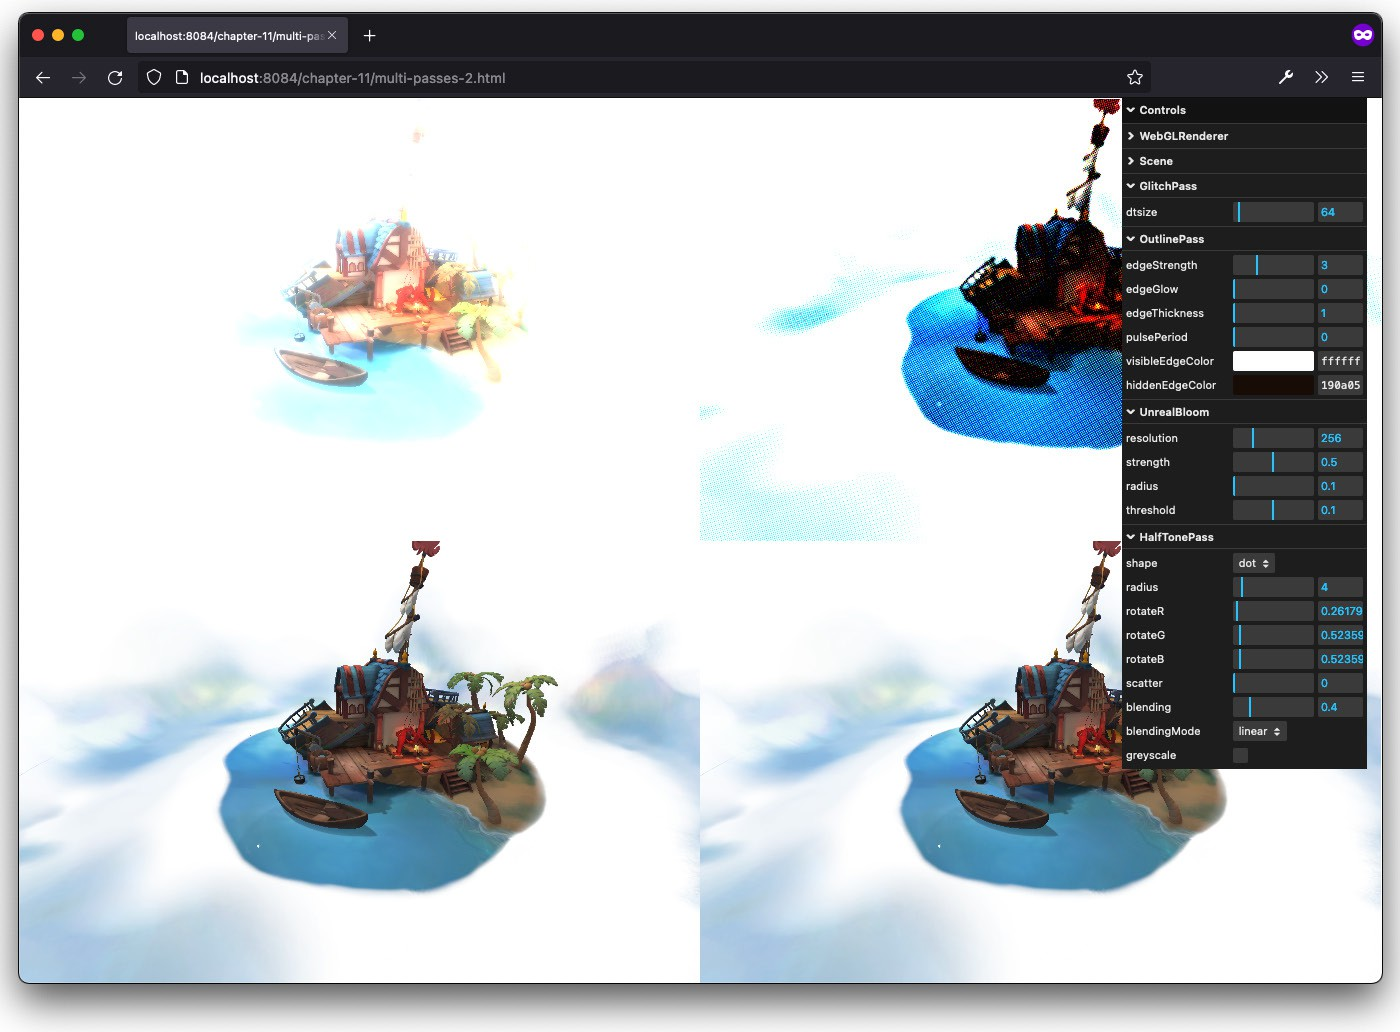 localhost:8084/chapter-11/multi-pas
localhost:8084/chapter-11/multi-passes-2.html
Controls
WebGLRenderer
Scene
GlitchPass
dtsize 64
OutlinePass
edgeStrength 3
edgeGlow 0
edgeThickness 1
pulsePeriod 0
visibleEdgeColor ffffff
hiddenEdgeColor 190a05
UnrealBloom
resolution 256
strength 0.5
radius 0.1
threshold 0.1
HalfTonePass
shape dot
radius 4
rotateR 0.26179
rotateG 0.52359
rotateB 0.52359
scatter 0
blending 0.4
blendingMode linear
greyscale